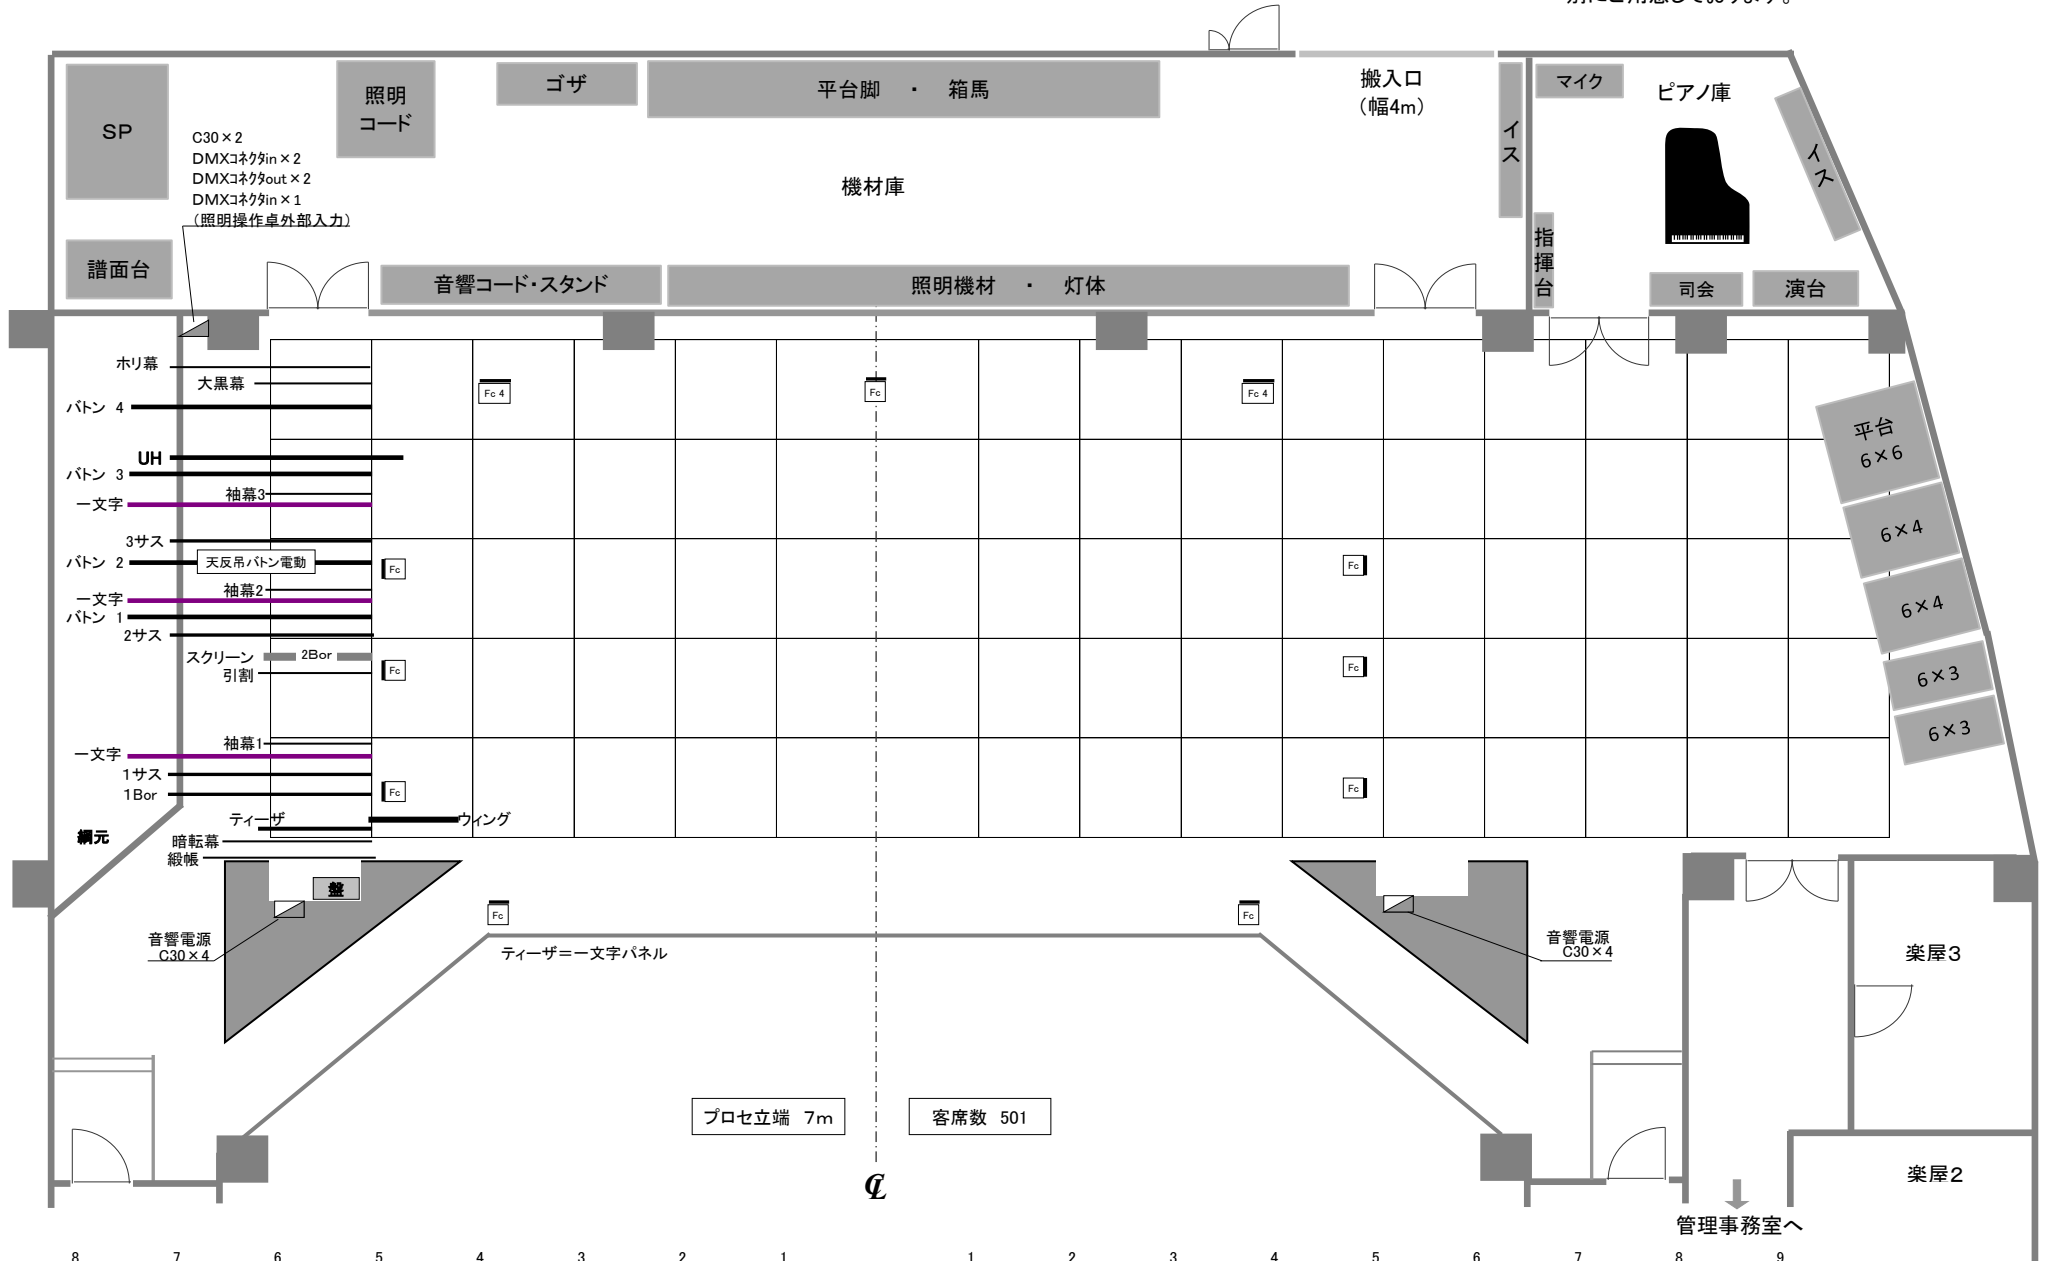 別にご用意しております。
SP
照明
コード
ゴザ
平台脚 ・ 箱馬
搬入口
(幅4m)
イス
マイク
ピアノ庫
イス
C30×2
DMXコネクタin×2
DMXコネクタout×2
DMXコネクタin×1
(照明操作卓外部入力)
機材庫
譜面台
音響コード・スタンド
照明機材 ・ 灯体
指揮台
司会
演台
ホリ幕
大黒幕
バトン 4
Fc 4
Fc
Fc 4
UH
バトン 3
袖幕3
一文字
3サス
バトン 2
天反吊バトン電動
Fc
Fc
袖幕2
一文字
バトン 1
2サス
スクリーン
2Bor
引割
Fc
Fc
袖幕1
一文字
1サス
1Bor
Fc
Fc
ティーザ
ウィング
暗転幕
緞帳
綱元
平台
6×6
6×4
6×4
6×3
6×3
盤
音響電源
C30×4
Fc
Fc
ティーザ=一文字パネル
音響電源
C30×4
楽屋3
プロセ立端 7m
客席数 501
℄
楽屋2
管理事務室へ
8 7 6 5 4 3 2 1 1 2 3 4 5 6 7 8 9